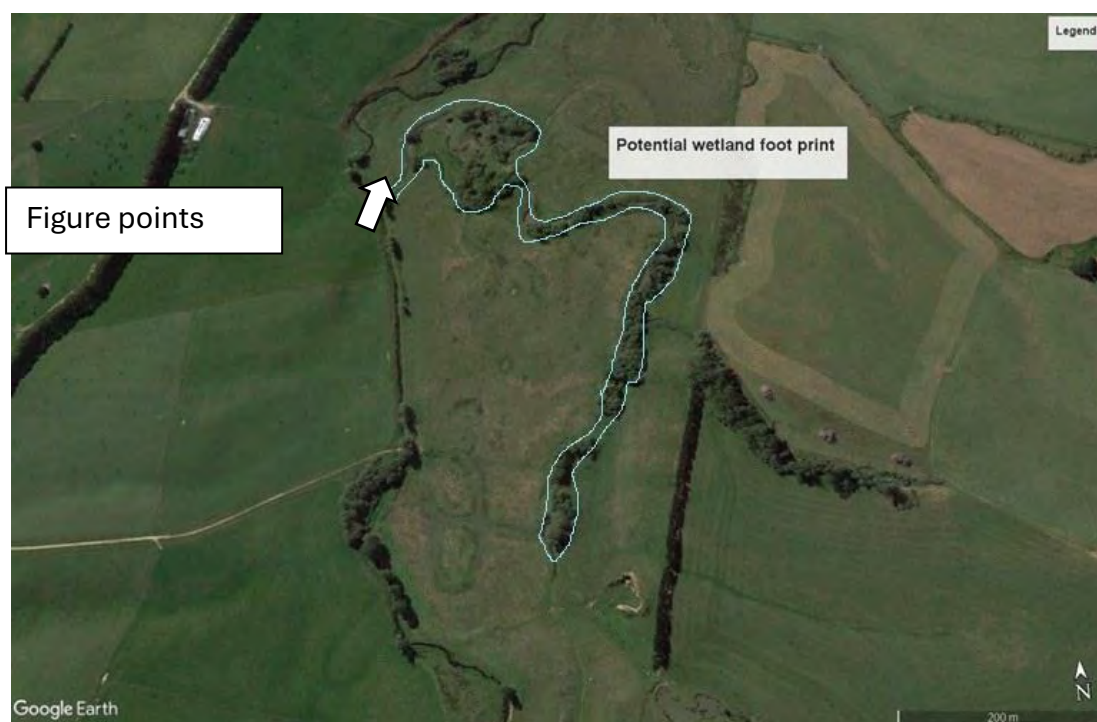 Legend
Potential wetland foot print
Figure points
Google Earth
N
200 m